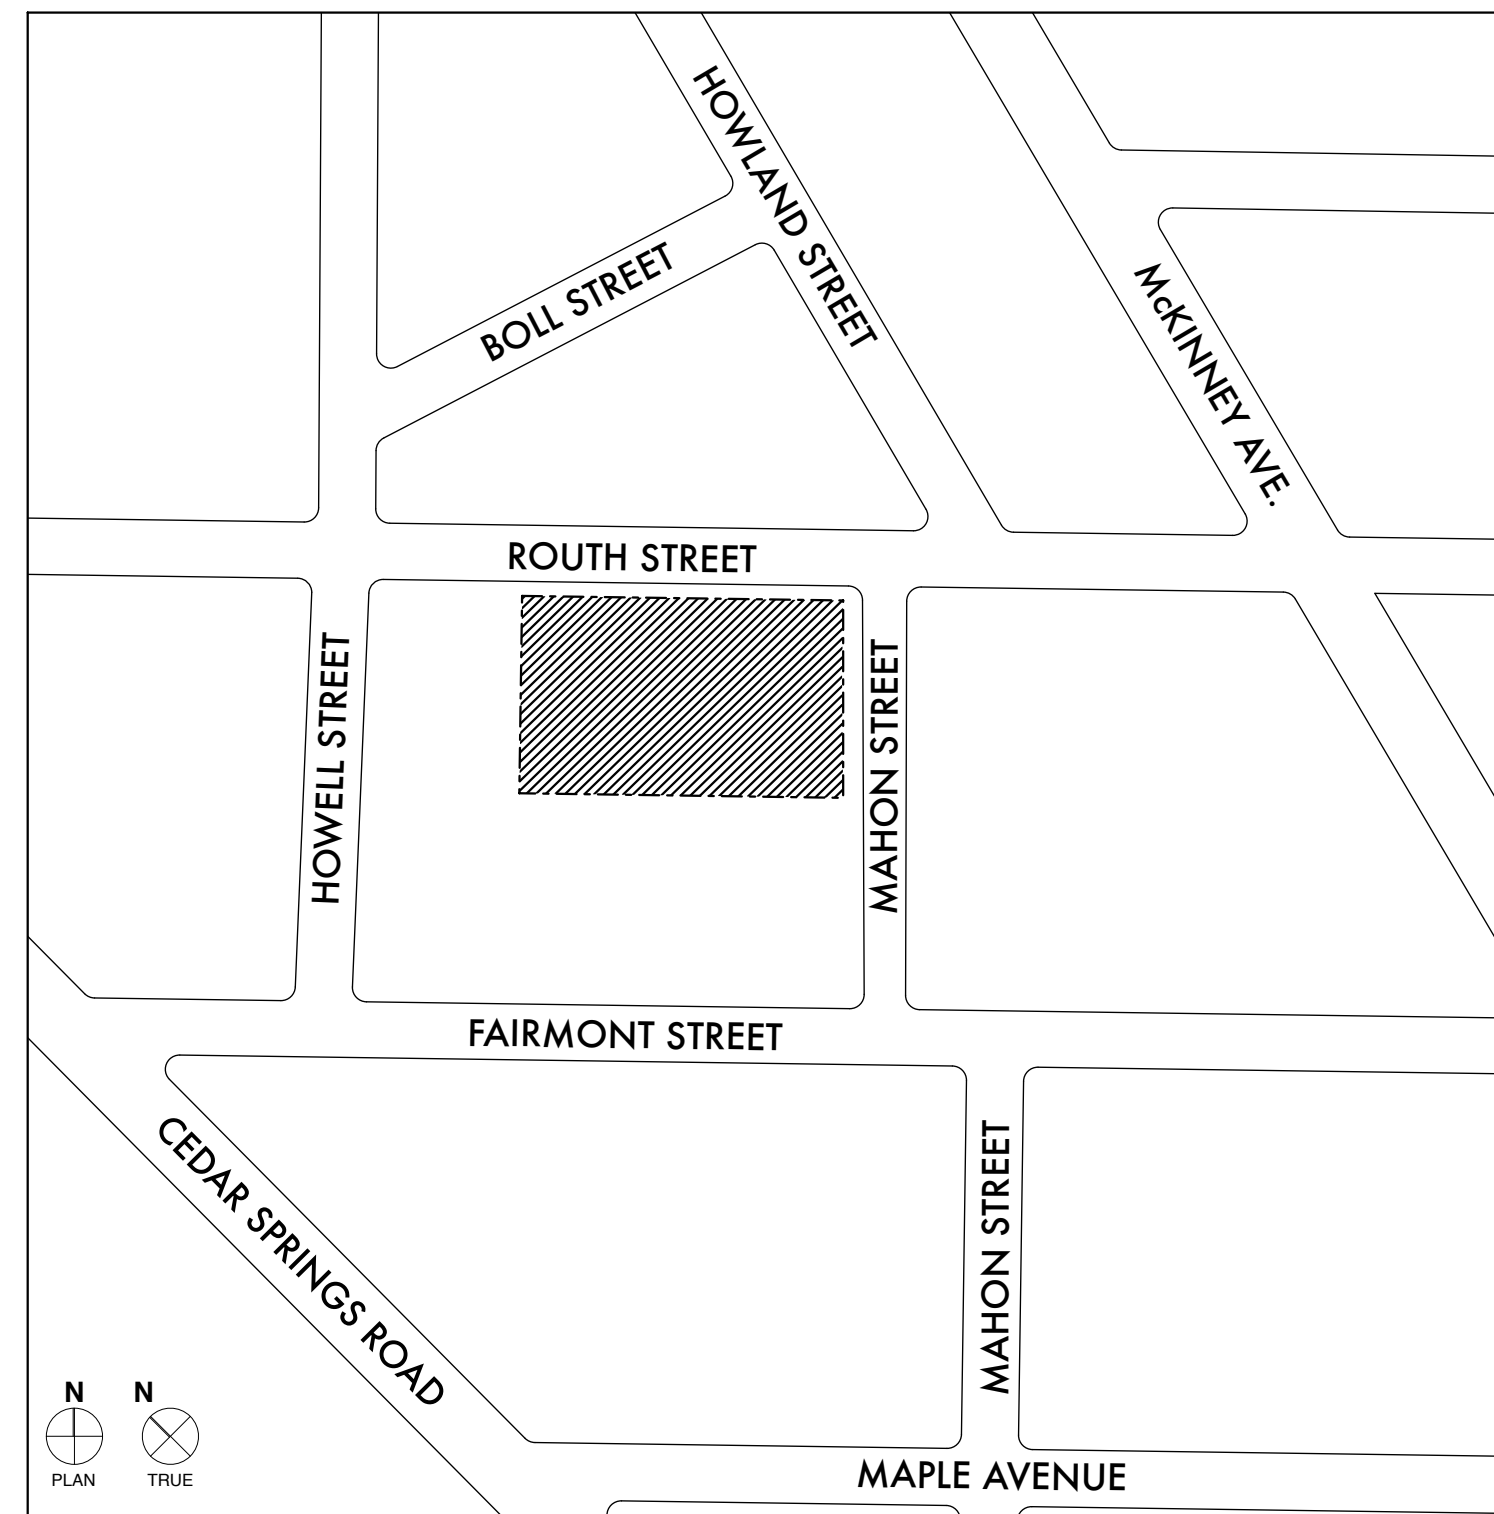 HOWLAND STREET
BOLL STREET
McKINNEY AVE.
ROUTH STREET
HOWELL STREET
MAHON STREET
FAIRMONT STREET
CEDAR SPRINGS ROAD
MAHON STREET
N N
PLAN TRUE
MAPLE AVENUE